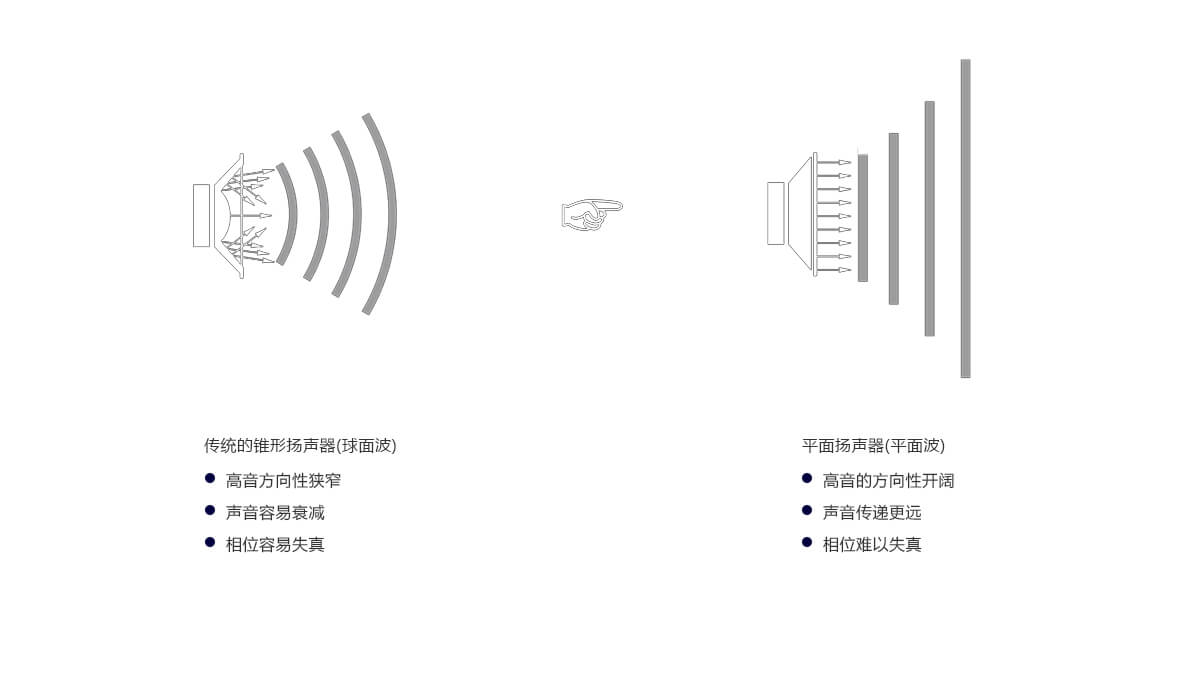 传统的锥形扬声器(球面波)
高音方向性狭窄
声音容易衰减
相位容易失真
平面扬声器(平面波)
高音的方向性开阔
声音传递更远
相位难以失真